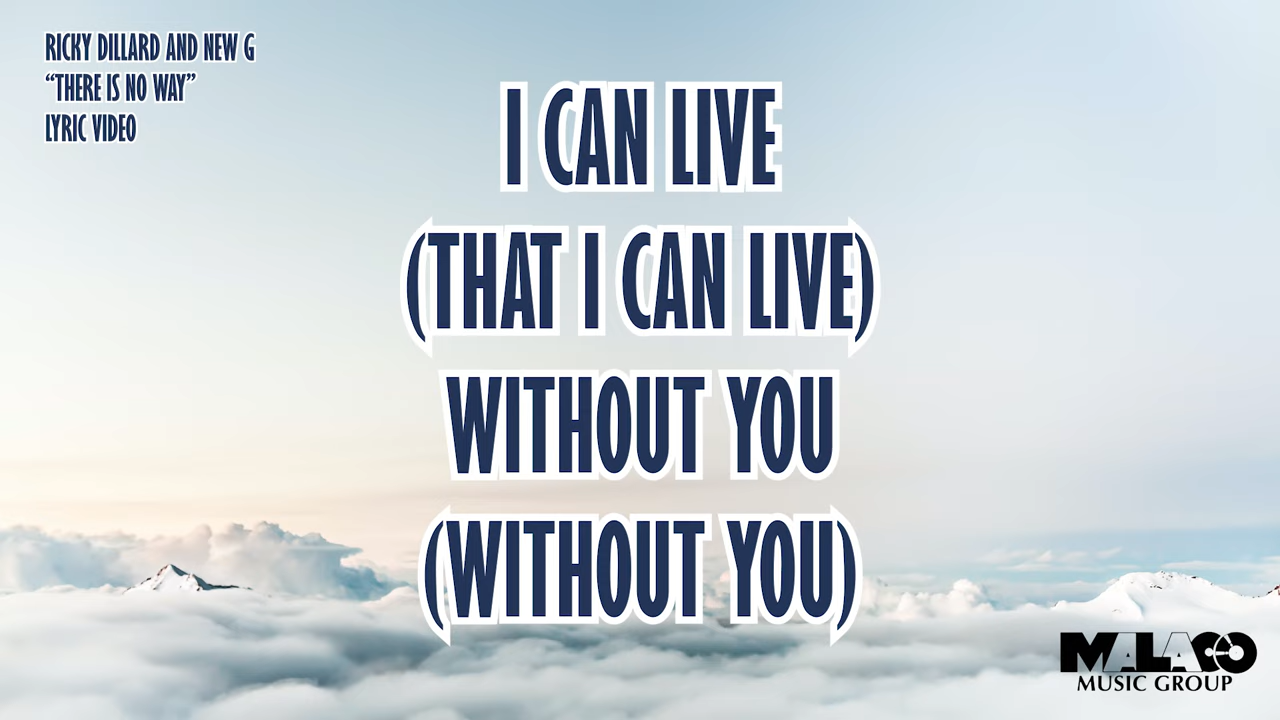 RICKY DILLARD AND NEW G
“THERE IS NO WAY”
LYRIC VIDEO
I CAN LIVE
(THAT I CAN LIVE)
WITHOUT YOU
(WITHOUT YOU)
MALACO
MUSIC GROUP